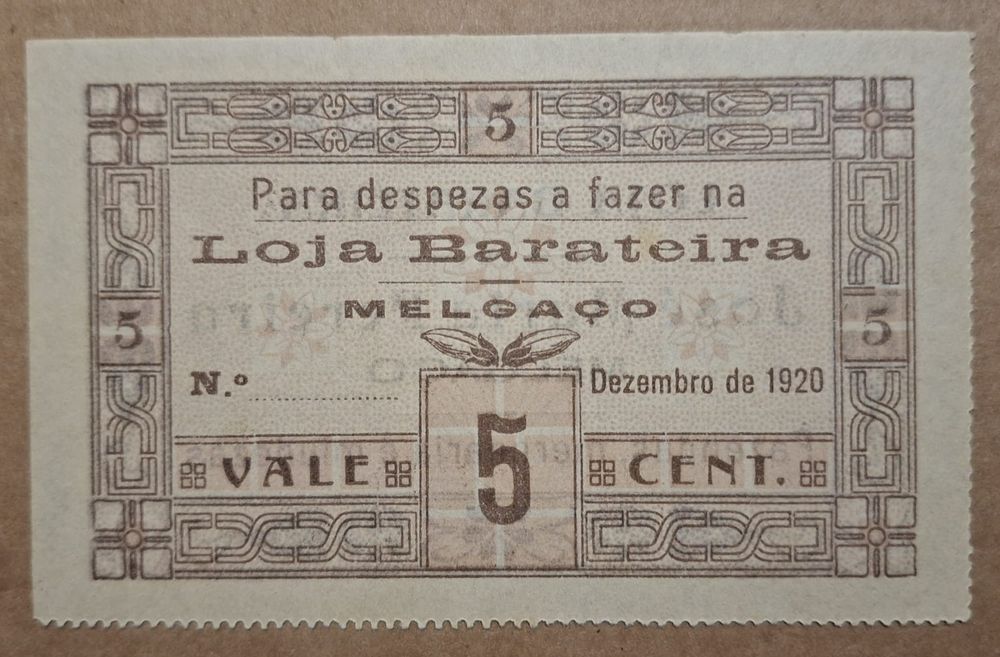 5
Para despezas a fazer na
Loja Barateira
MELGAÇO
5 5
N.º Dezembro de 1920
VALE 5 CENT.